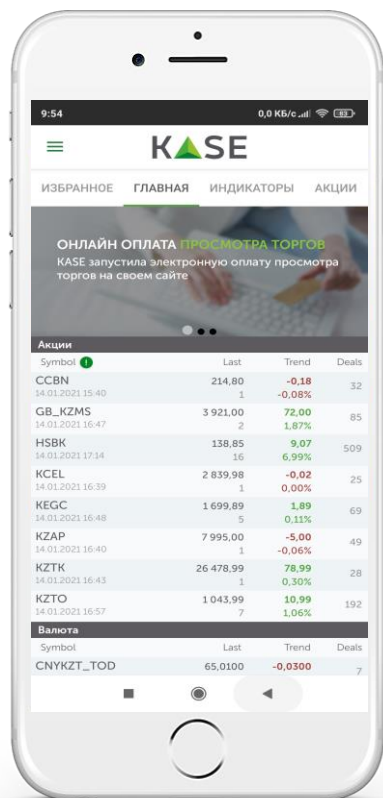 9:54 0,0 КБ/с 83
KASE
ИЗБРАННОЕ ГЛАВНАЯ ИНДИКАТОРЫ АКЦИИ
ОНЛАЙН ОПЛАТА ПРОСМОТРА ТОРГОВ
KASE запустила электронную оплату просмотра
торгов на своем сайте
Акции
Symbol Last Trend Deals
CCBN 214,80 -0,18 32
14.01.2021 15:40 1 -0,08%
GB_KZMS 3 921,00 72,00 85
14.01.2021 16:47 2 1,87%
HSBK 138,85 9,07 509
14.01.2021 17:14 16 6,99%
KCEL 2 839,98 -0,02 25
14.01.2021 16:39 1 0,00%
KEGC 1 699,89 1,89 69
14.01.2021 16:48 5 0,11%
KZAP 7 995,00 -5,00 49
14.01.2021 16:40 1 -0,06%
KZTK 26 478,99 78,99 28
14.01.2021 16:43 1 0,30%
KZTO 1 043,99 10,99 192
14.01.2021 16:57 7 1,06%
Валюта
Symbol Last Trend Deals
CNYKZT_TOD 65,0100 -0,0300 7